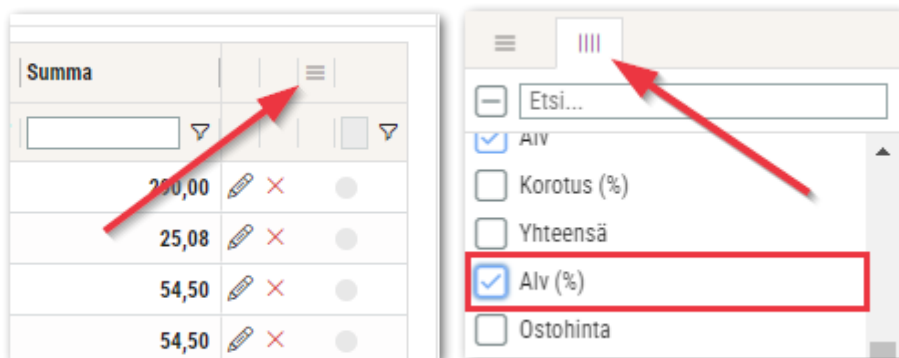 Summa
200,00
25,08
54,50
54,50
Etsi...
Alv
Korotus (%)
Yhteensä
Alv (%)
Ostohinta